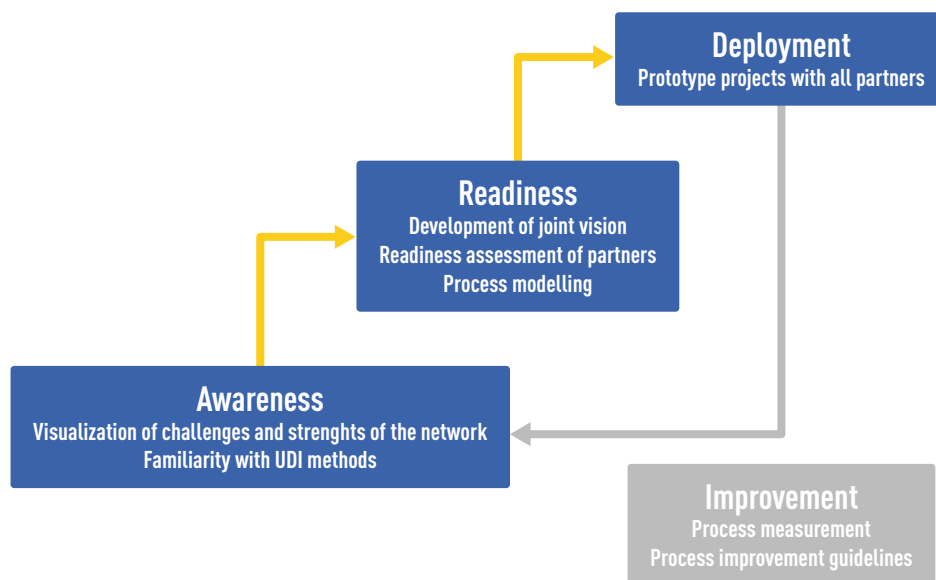 Deployment
Prototype projects with all partners
Readiness
Development of joint vision
Readiness assessment of partners
Process modelling
Awareness
Visualization of challenges and strenghts of the network
Familiarity with UDI methods
Improvement
Process measurement
Process improvement guidelines